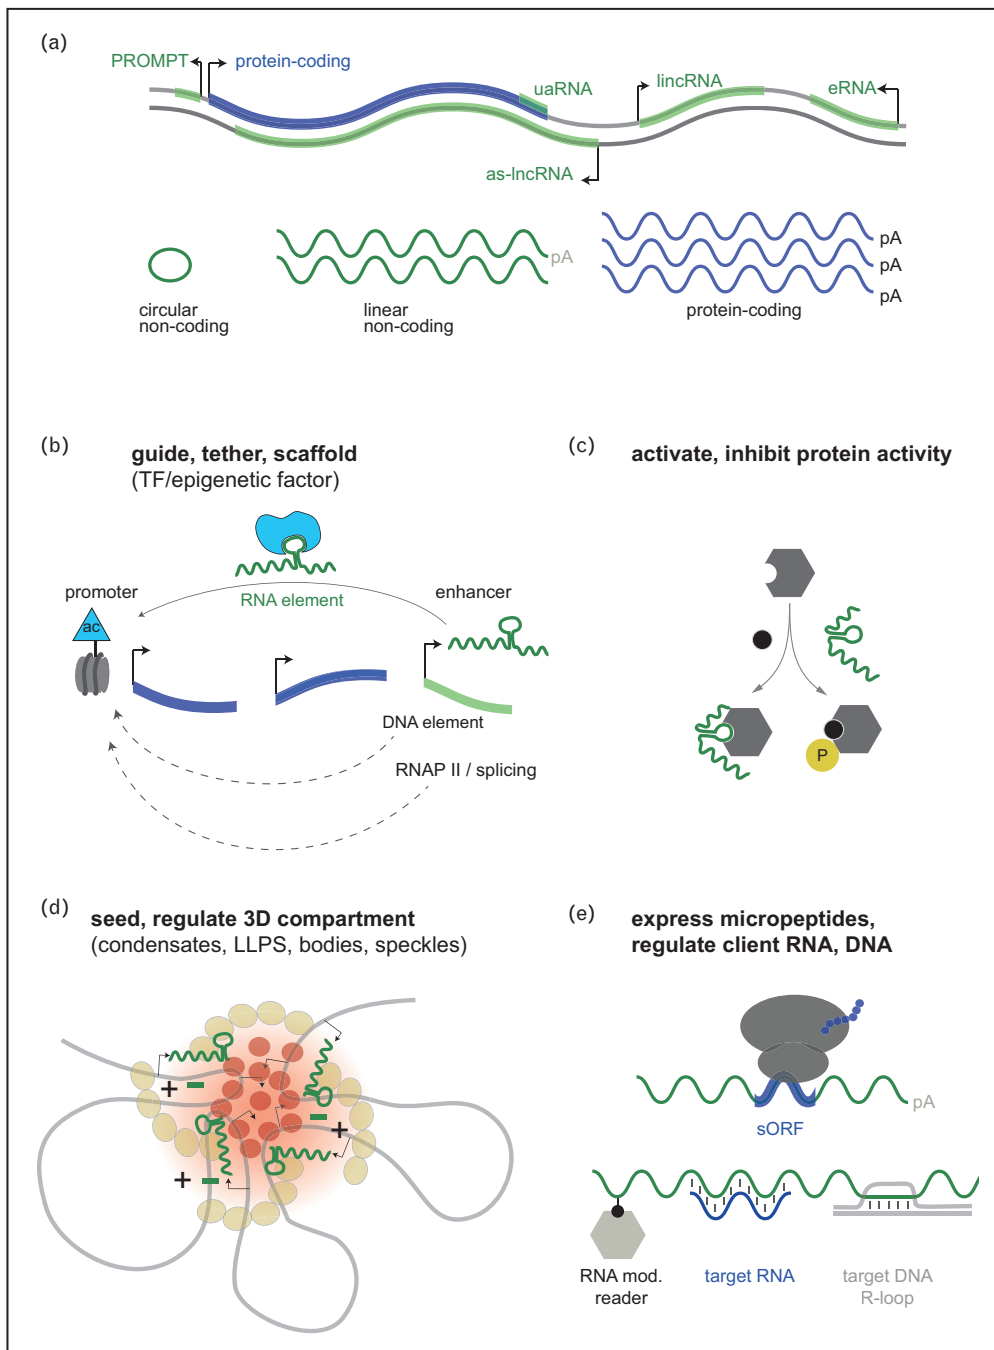 (a)
PROMPT
protein-coding
uaRNA
lincRNA
eRNA
as-lncRNA
pA
pA
pA
pA
circular
non-coding
linear
non-coding
protein-coding
(b)
guide, tether, scaffold
(TF/epigenetic factor)
promoter
ac
RNA element
enhancer
DNA element
RNAP II / splicing
(c)
activate, inhibit protein activity
P
(d)
seed, regulate 3D compartment
(condensates, LLPS, bodies, speckles)
+
+
+
(e)
express micropeptides,
regulate client RNA, DNA
pA
sORF
RNA mod.
reader
target RNA
target DNA
R-loop